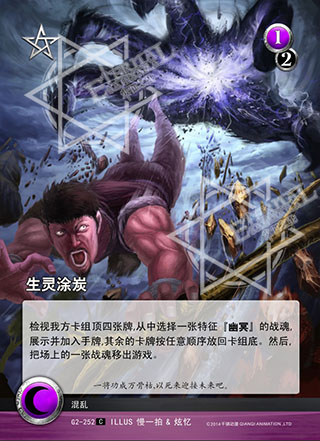 1
2
生灵涂炭
检视我方卡组顶四张牌,从中选择一张特征『幽冥』的战魂,
展示并加入手牌,其余的卡牌按任意顺序放回卡组底。然后,
把场上的一张战魂移出游戏。
一将功成万骨枯,以死来迎接未来吧。
混乱
G2-252 C ILLUS 慢一拍 & 炫忆
©2014千骐动漫 QIANQI ANIMATION.,LTD